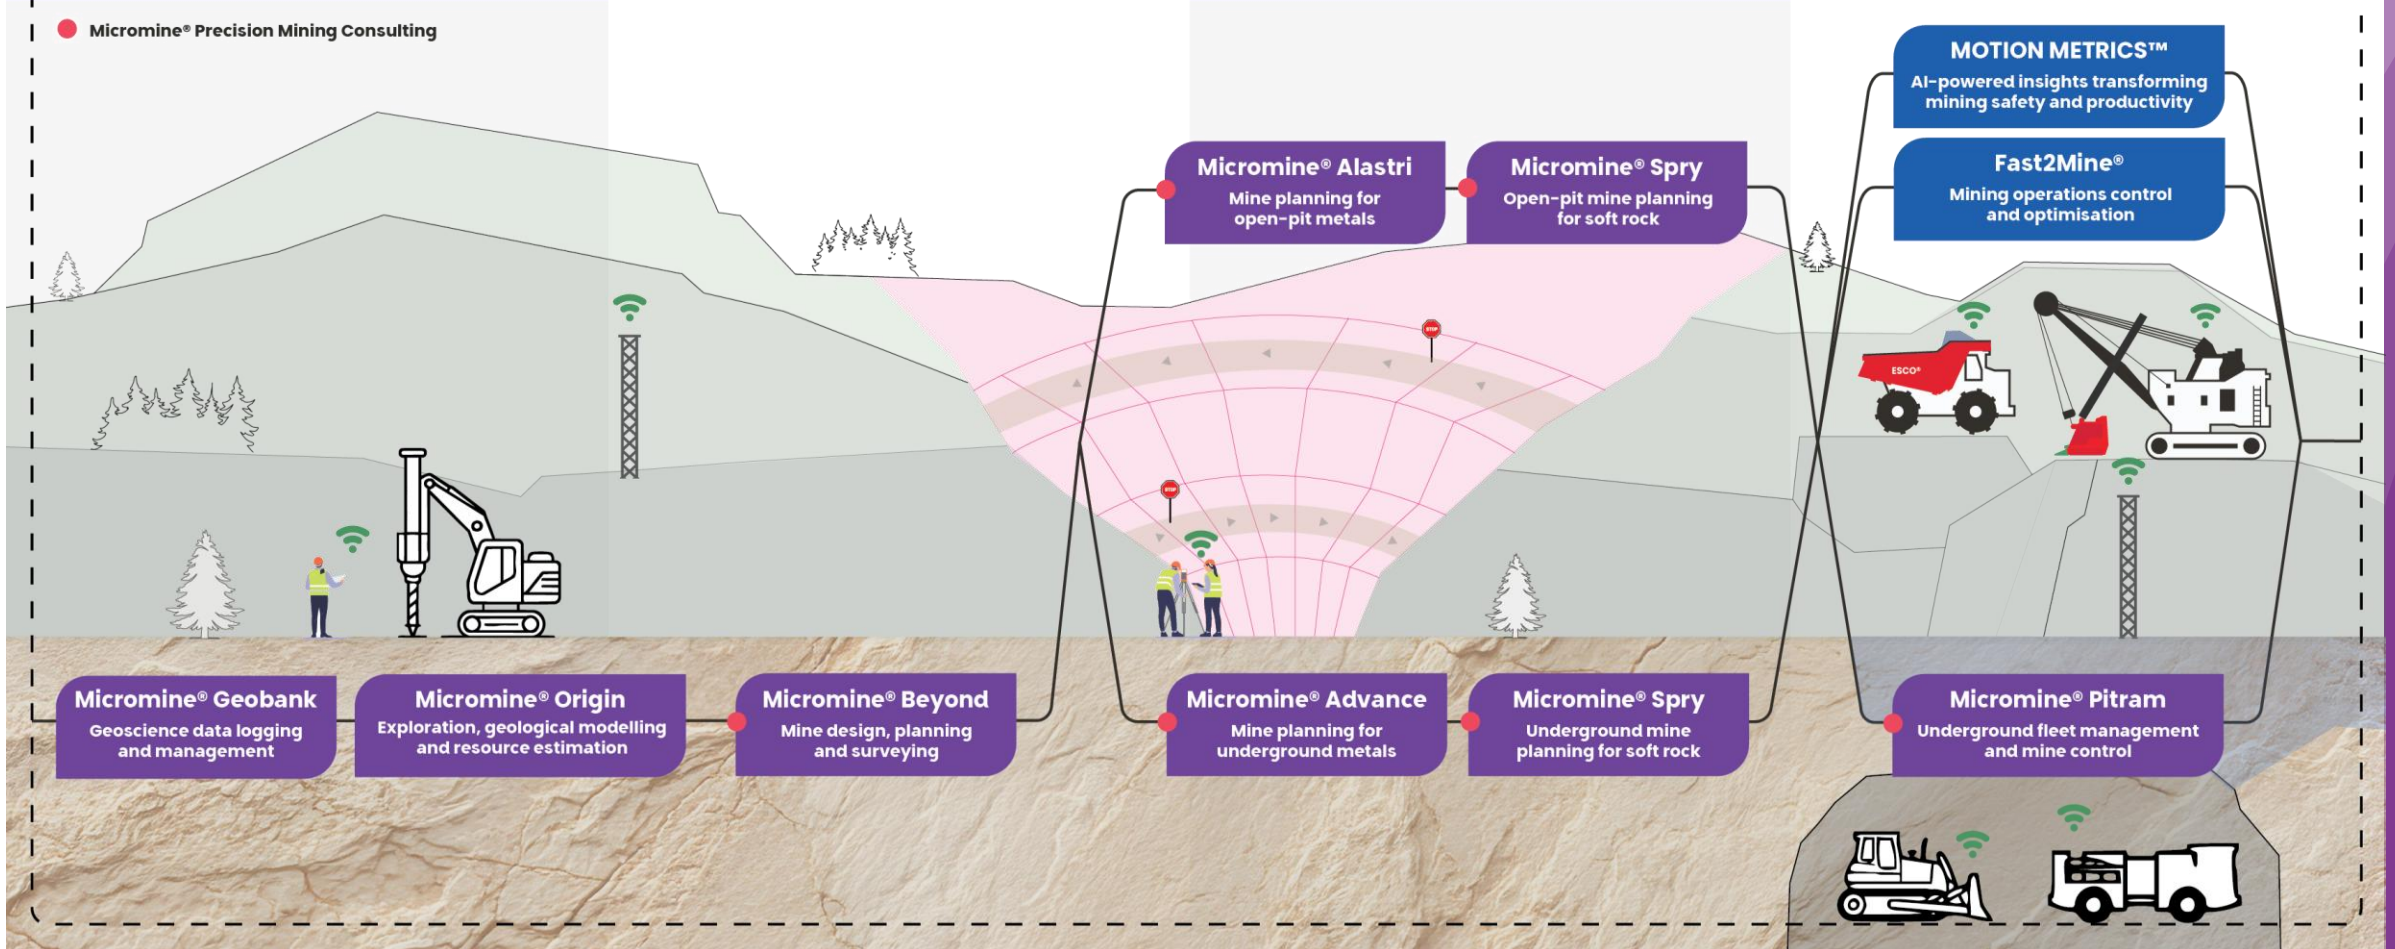 Micromine® Precision Mining Consulting
MOTION METRICS™
AI-powered insights transforming
mining safety and productivity
Fast2Mine®
Mining operations control
and optimisation
Micromine® Alastri
Mine planning for
open-pit metals
Micromine® Spry
Open-pit mine planning
for soft rock
STOP
ESCO®
STOP
Micromine® Geobank
Geoscience data logging
and management
Micromine® Origin
Exploration, geological modelling
and resource estimation
Micromine® Beyond
Mine design, planning
and surveying
Micromine® Advance
Mine planning for
underground metals
Micromine® Spry
Underground mine
planning for soft rock
Micromine® Pitram
Underground fleet management
and mine control